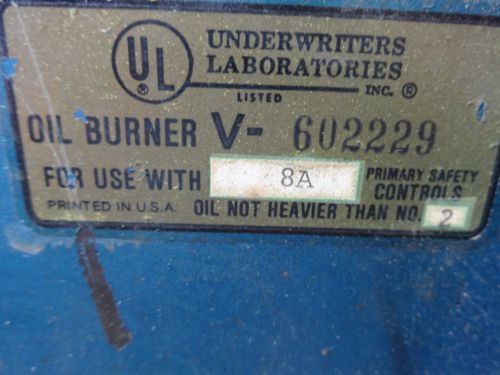 UL ®
UNDERWRITERS
LABORATORIES
INC. ®
LISTED
OIL BURNER V- 602229
FOR USE WITH 8A PRIMARY SAFETY CONTROLS
PRINTED IN U.S.A. OIL NOT HEAVIER THAN NO. 2